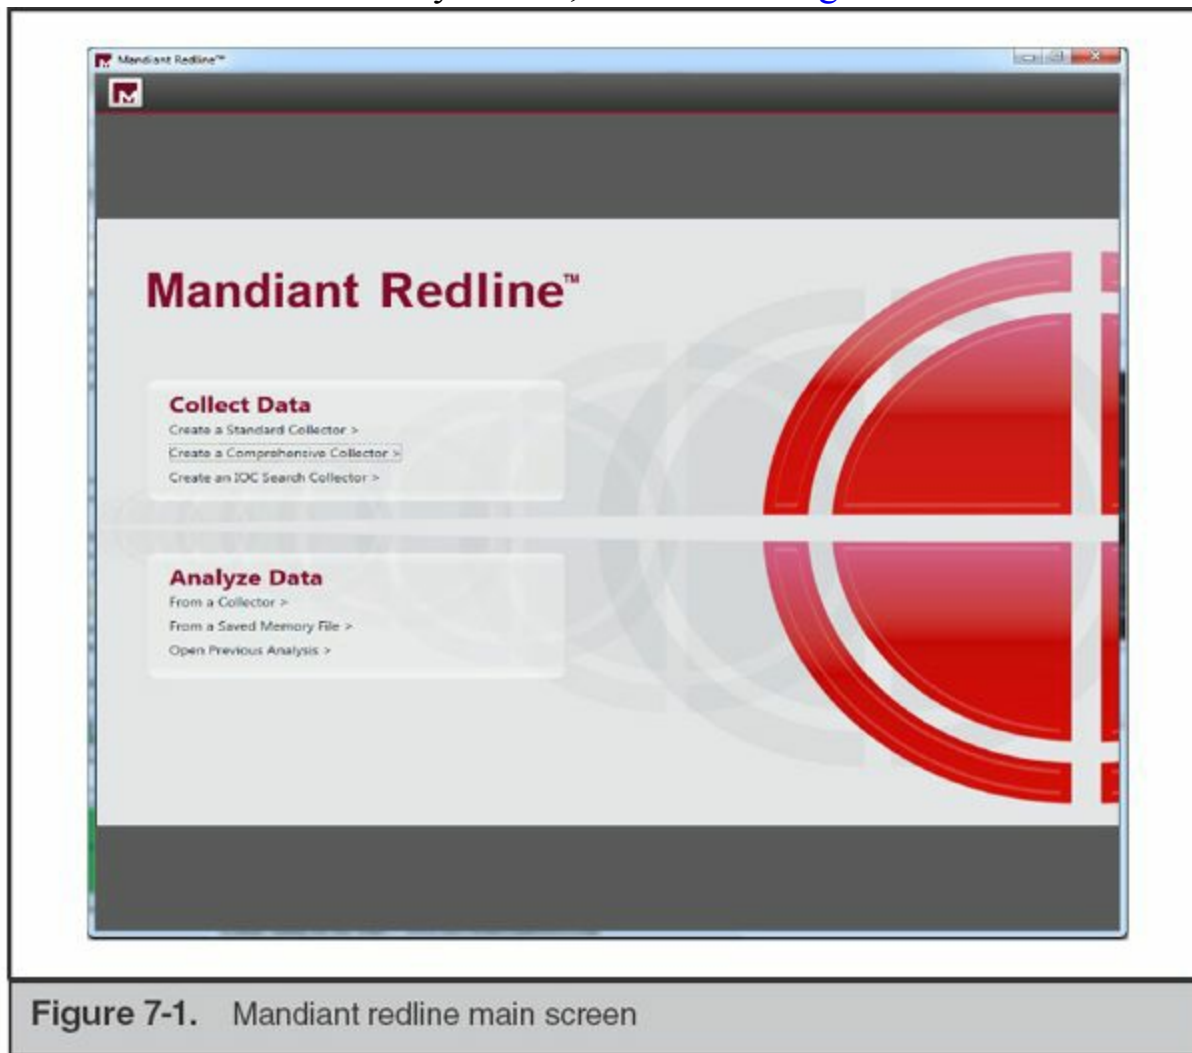 Mandiant Redline™
Mandiant Redline™
Collect Data
Create a Standard Collector >
Create a Comprehensive Collector >
Create an IOC Search Collector >
Analyze Data
From a Collector >
From a Saved Memory File >
Open Previous Analysis >
Figure 7-1. Mandiant redline main screen